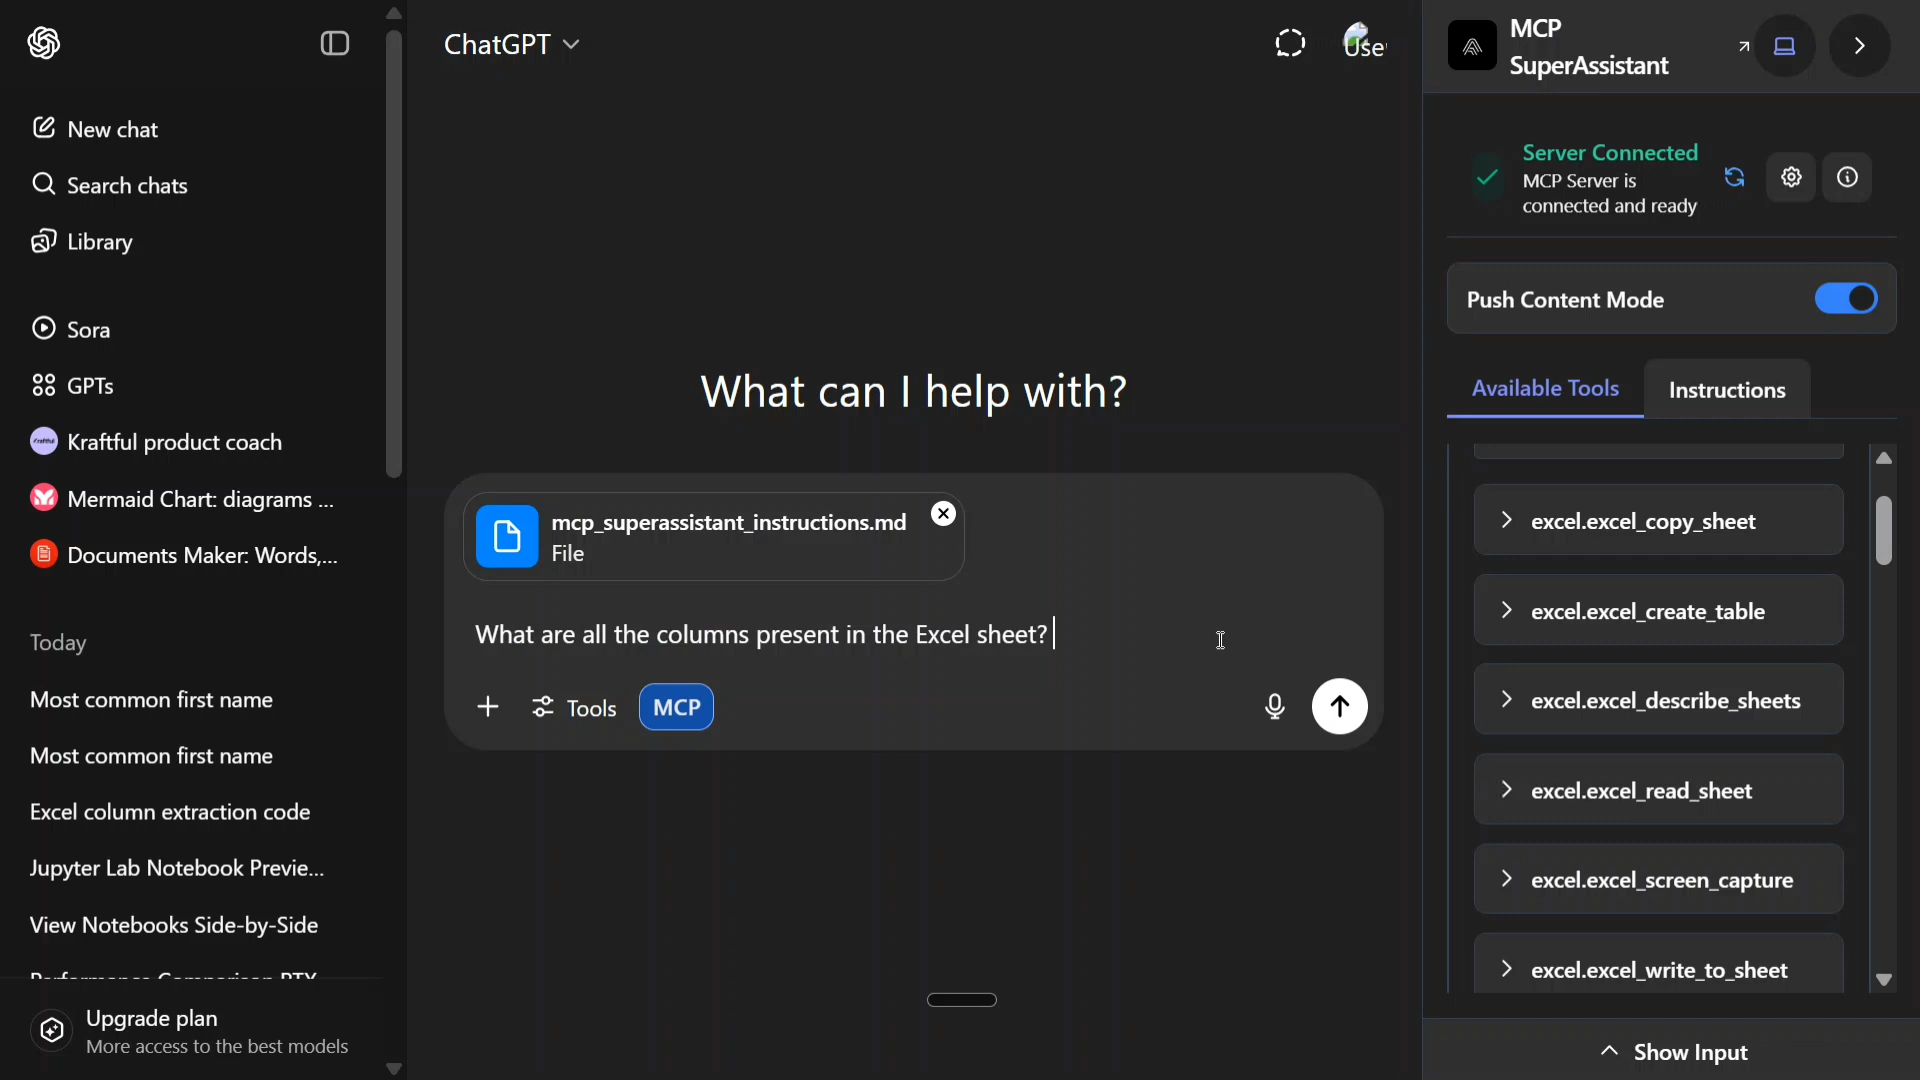 New chat
Search chats
Library
Sora
GPTs
Kraftful product coach
Mermaid Chart: diagrams ...
Documents Maker: Words,...
Today
Most common first name
Most common first name
Excel column extraction code
Jupyter Lab Notebook Previe...
View Notebooks Side-by-Side
Upgrade plan
More access to the best models
ChatGPT
Use
What can I help with?
mcp_superassistant_instructions.md
File
What are all the columns present in the Excel sheet?
Tools
MCP
MCP
SuperAssistant
Server Connected
MCP Server is
connected and ready
Push Content Mode
Available Tools
Instructions
excel.excel_copy_sheet
excel.excel_create_table
excel.excel_describe_sheets
excel.excel_read_sheet
excel.excel_screen_capture
excel.excel_write_to_sheet
Show Input